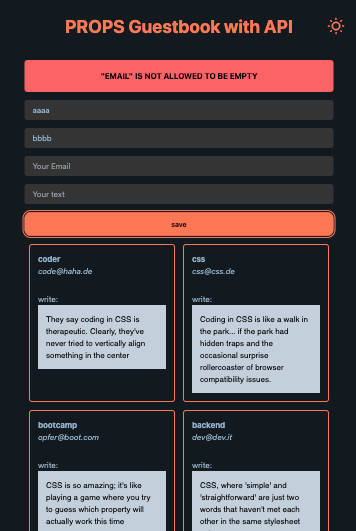 PROPS Guestbook with API
"EMAIL" IS NOT ALLOWED TO BE EMPTY
aaaa
bbbb
Your Email
Your text
save
coder
code@haha.de
write:
They say coding in CSS is
therapeutic. Clearly, they've
never tried to vertically align
something in the center
css
css@css.de
write:
Coding in CSS is like a walk in
the park... if the park had
hidden traps and the
occasional surprise
rollercoaster of browser
compatibility issues.
bootcamp
opfer@boot.com
write:
CSS is so amazing; it's like
playing a game where you try
to guess which property will
actually work this time
backend
dev@dev.it
write:
CSS, where 'simple' and
'straightforward' are just two
words that haven't met each
other in the same stylesheet